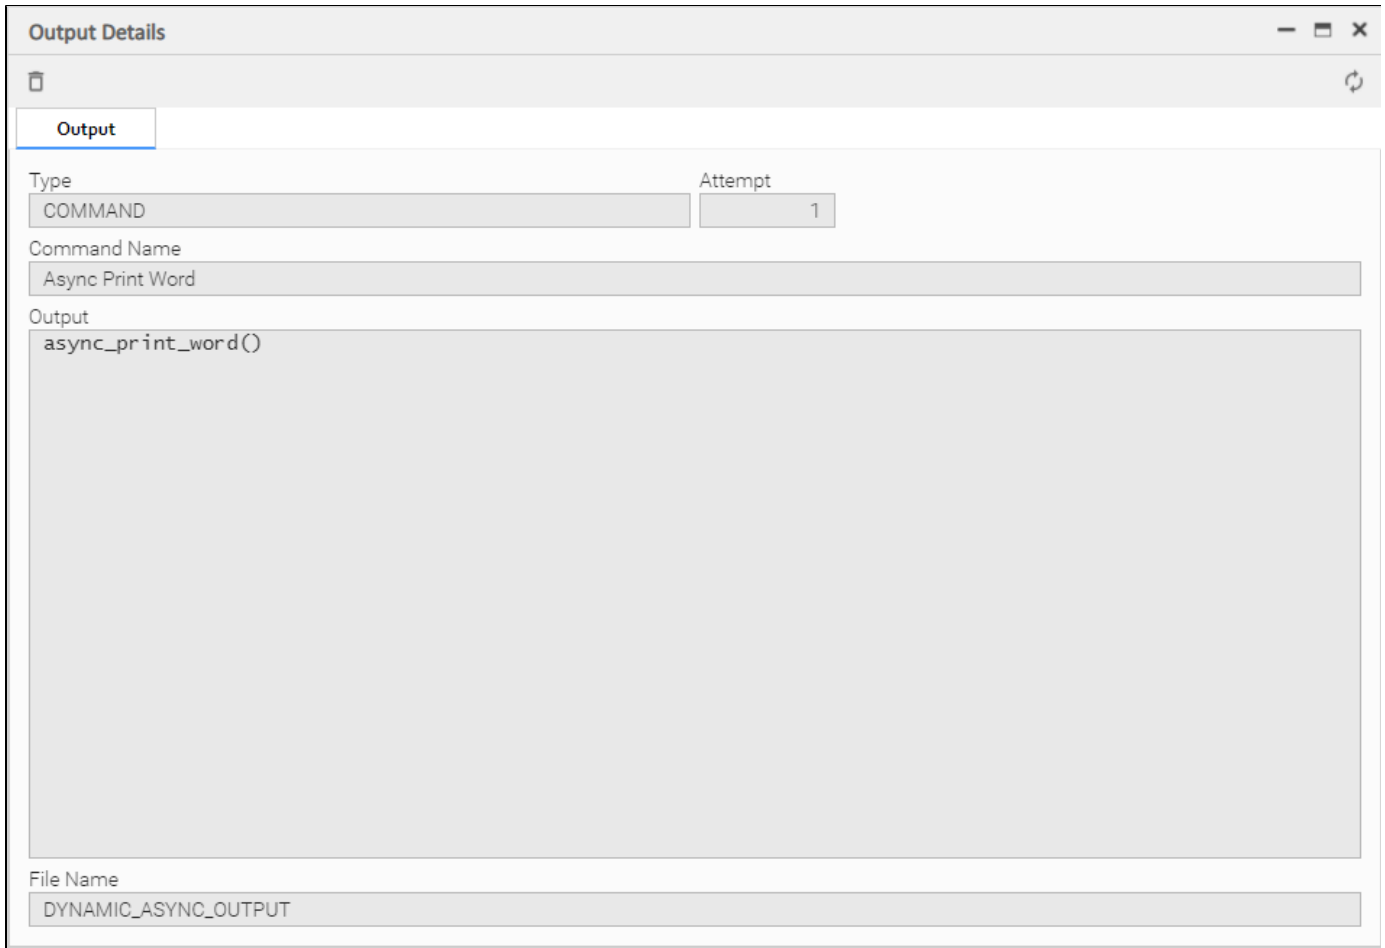 Output Details
Output
Type Attempt
COMMAND 1
Command Name
Async Print Word
Output
async_print_word()
File Name
DYNAMIC_ASYNC_OUTPUT